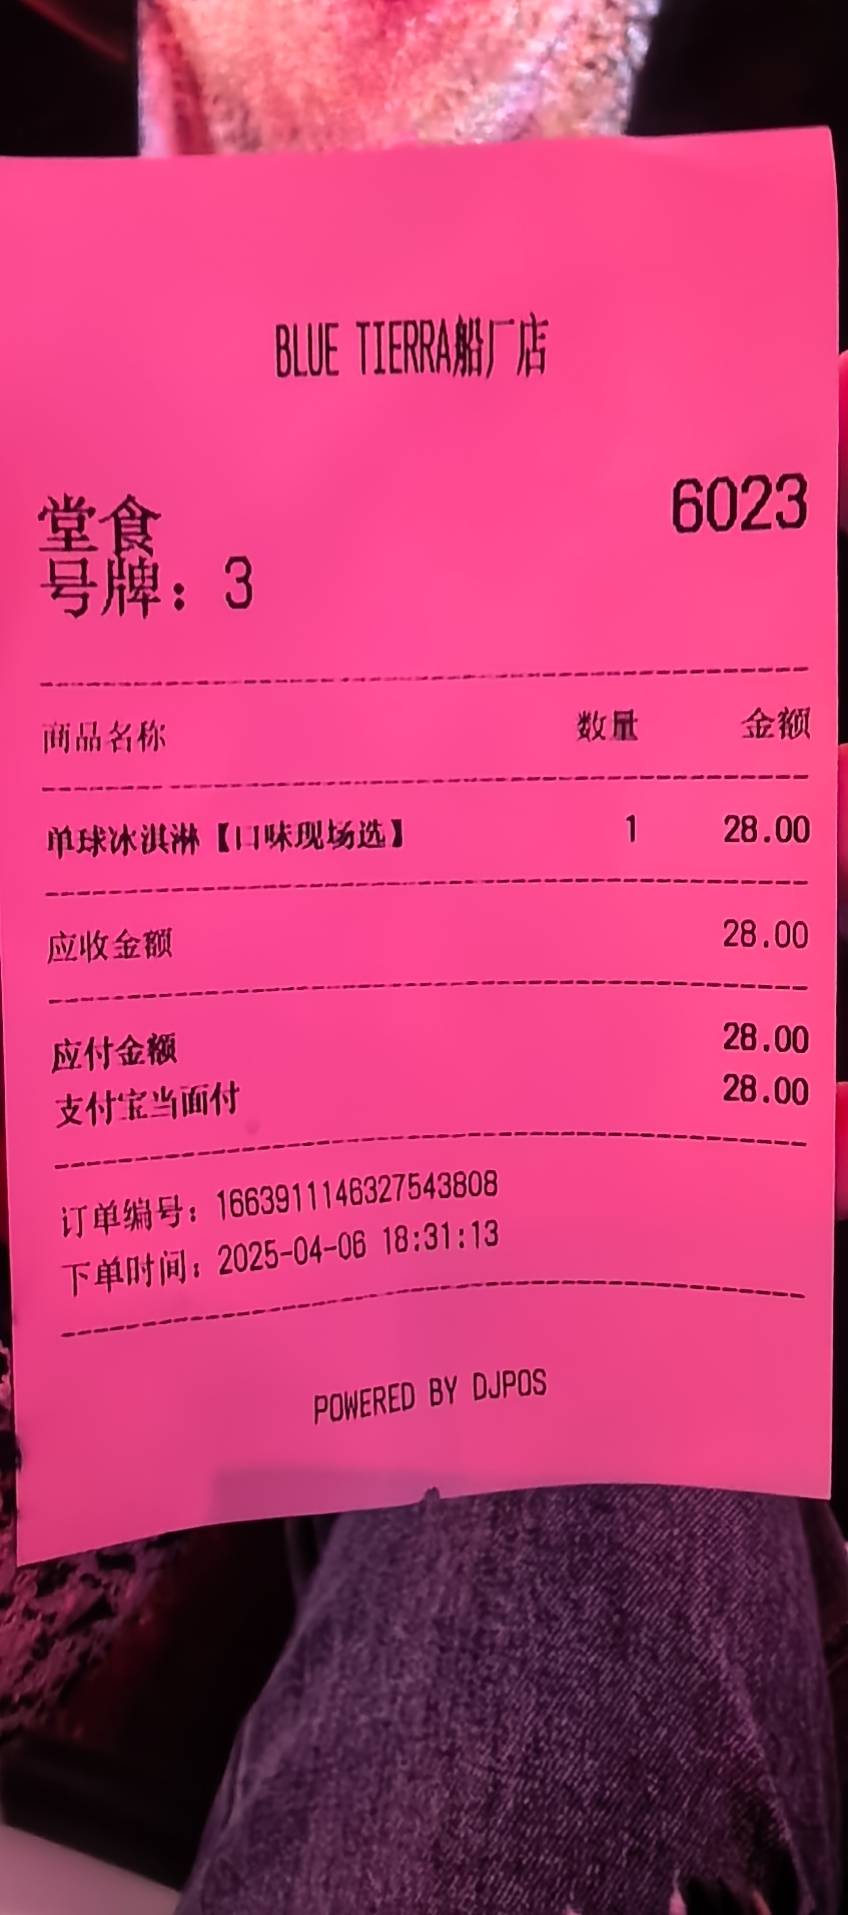 BLUE TIERRA船厂店
堂食 6023
号牌：3
商品名称 数量 金额
单球冰淇淋【口味现场选】 1 28.00
应收金额 28.00
应付金额 28.00
支付宝当面付 28.00
订单编号：1663911146327543808
下单时间：2025-04-06 18:31:13
POWERED BY DJPOS